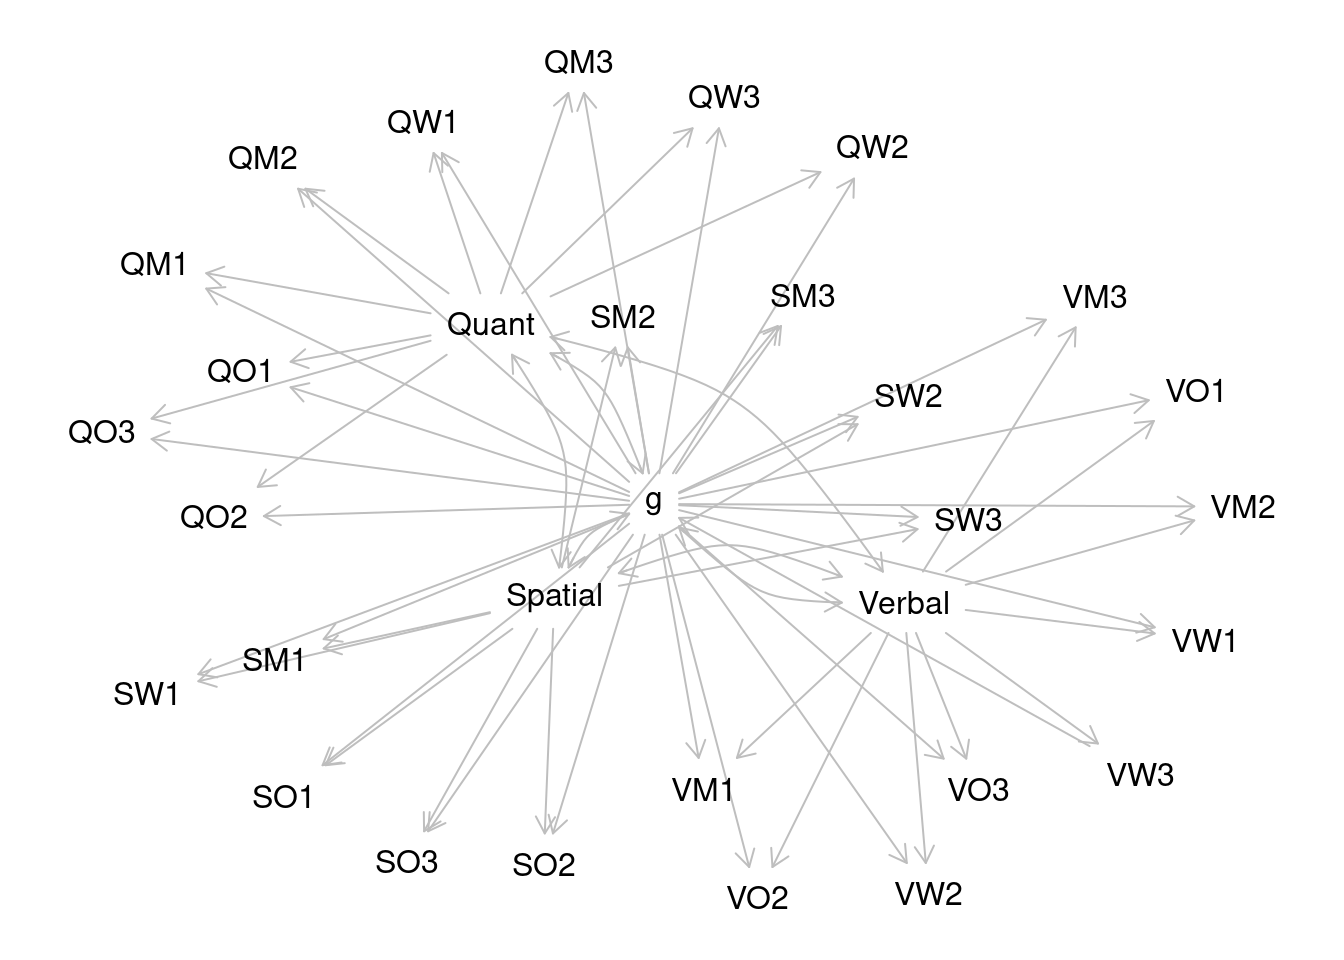 QM3
QW3
QW1
QW2
QM2
QM1
SM3
VM3
SM2
Quant
QO1
VO1
SW2
QO3
g
VM2
QO2
SW3
Spatial
Verbal
VW1
SM1
SW1
VW3
VM1
VO3
SO1
SO3
SO2
VW2
VO2